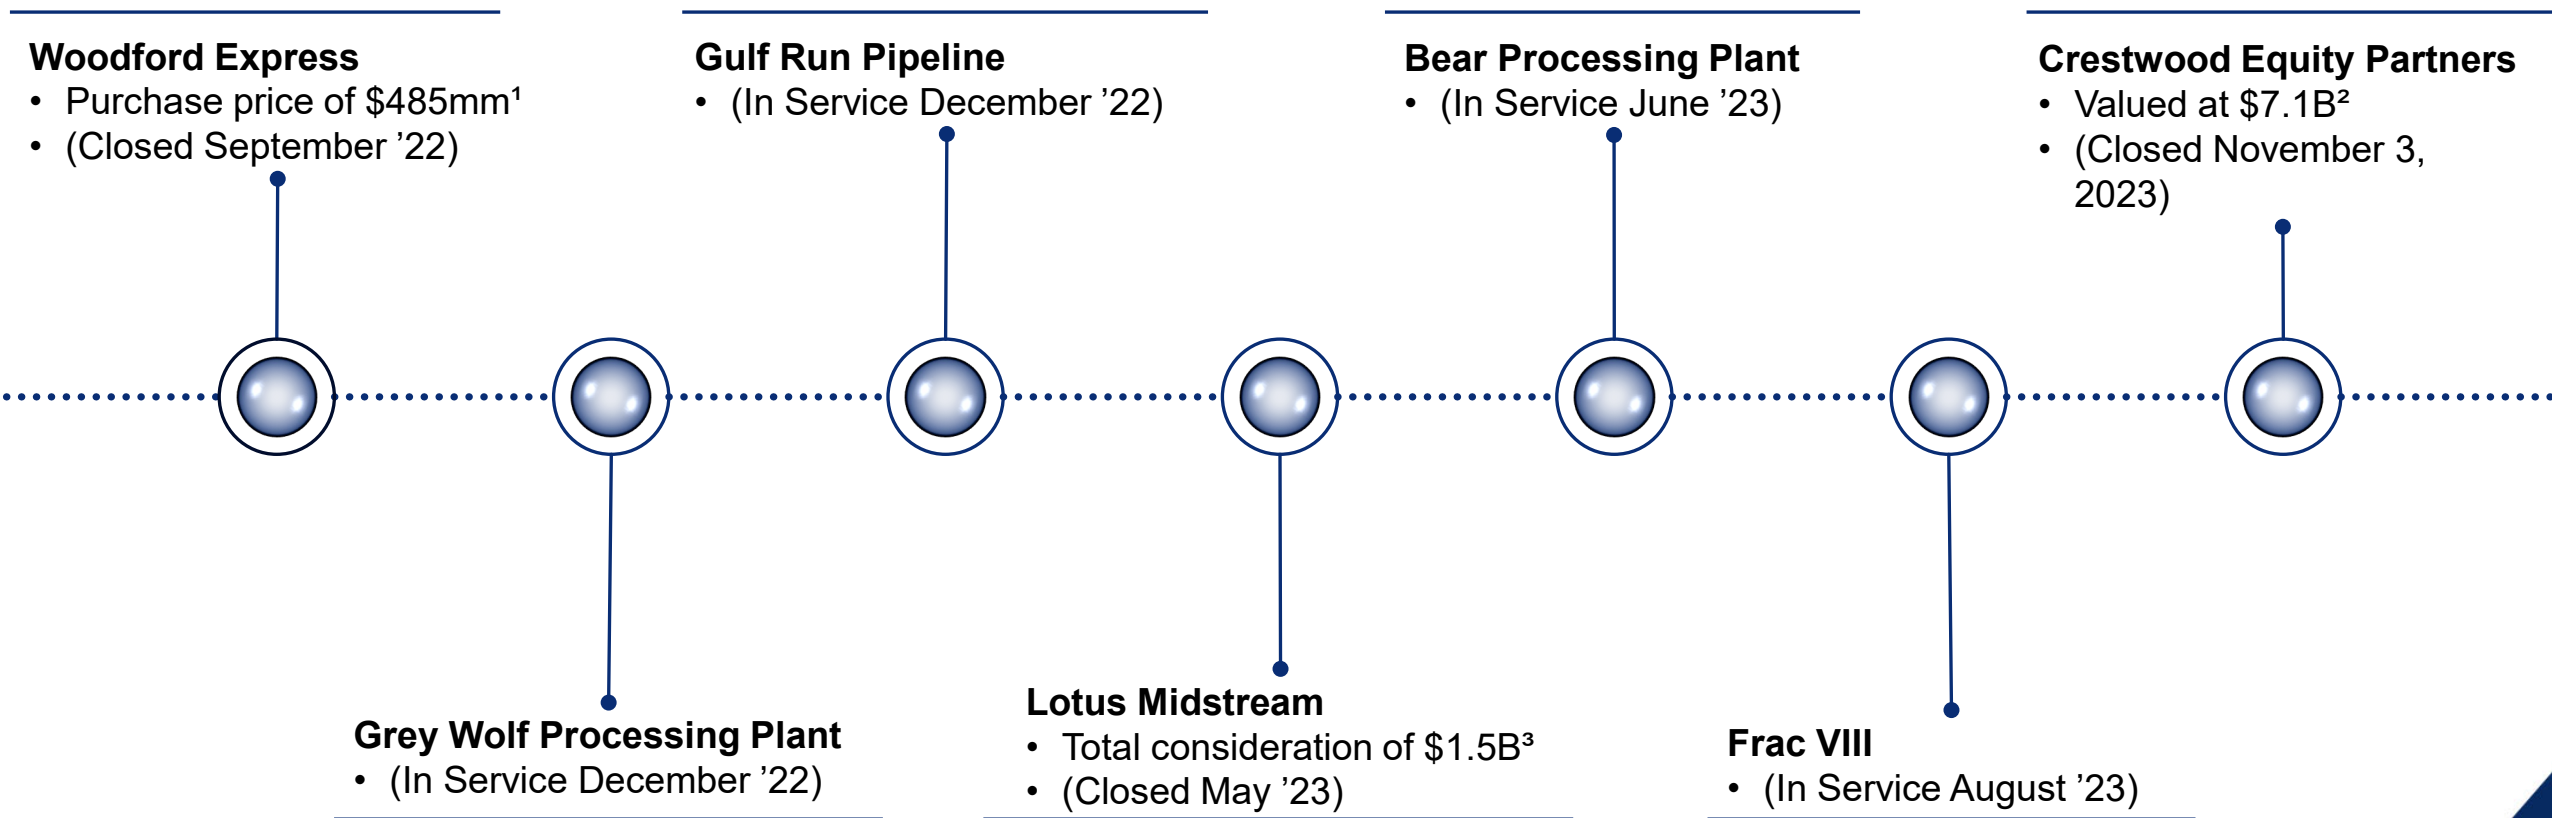 Woodford Express
• Purchase price of $485mm¹
• (Closed September ’22)
Gulf Run Pipeline
• (In Service December ’22)
Bear Processing Plant
• (In Service June ’23)
Crestwood Equity Partners
• Valued at $7.1B²
• (Closed November 3,
2023)
Grey Wolf Processing Plant
• (In Service December ’22)
Lotus Midstream
• Total consideration of $1.5B³
• (Closed May ’23)
Frac VIII
• (In Service August ’23)